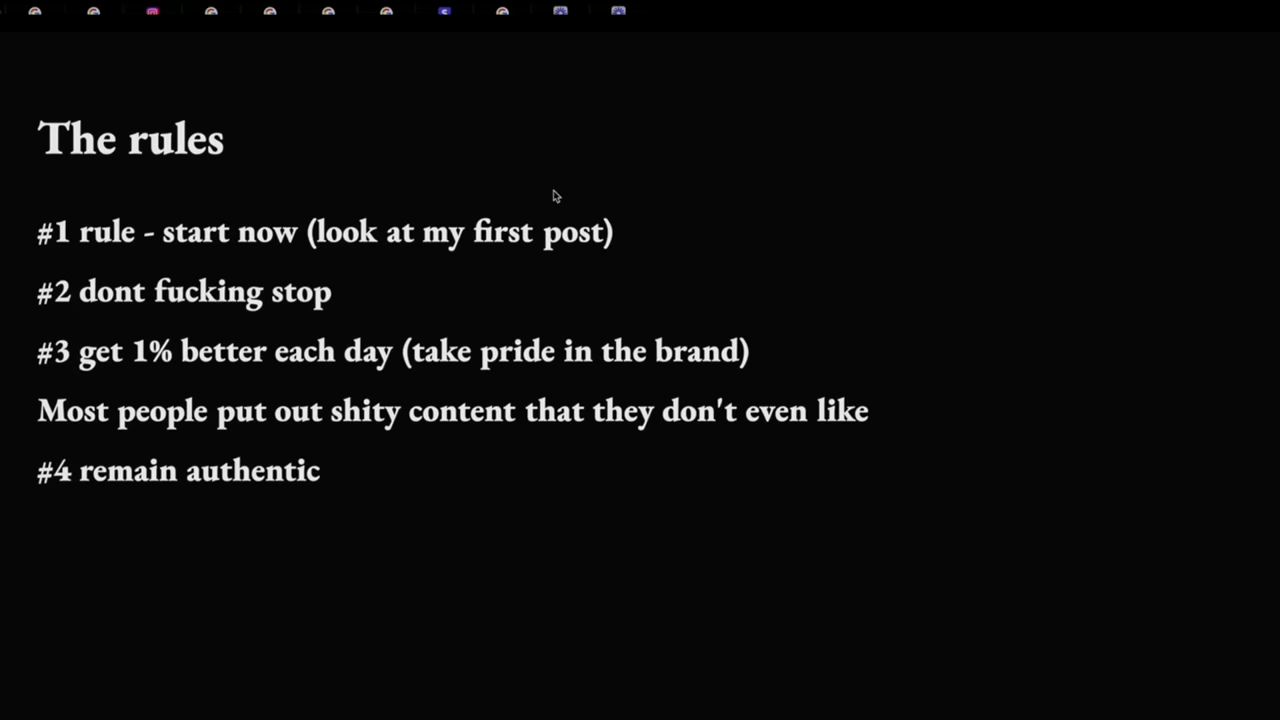 The rules
#1 rule - start now (look at my first post)
#2 dont fucking stop
#3 get 1% better each day (take pride in the brand)
Most people put out shity content that they don't even like
#4 remain authentic